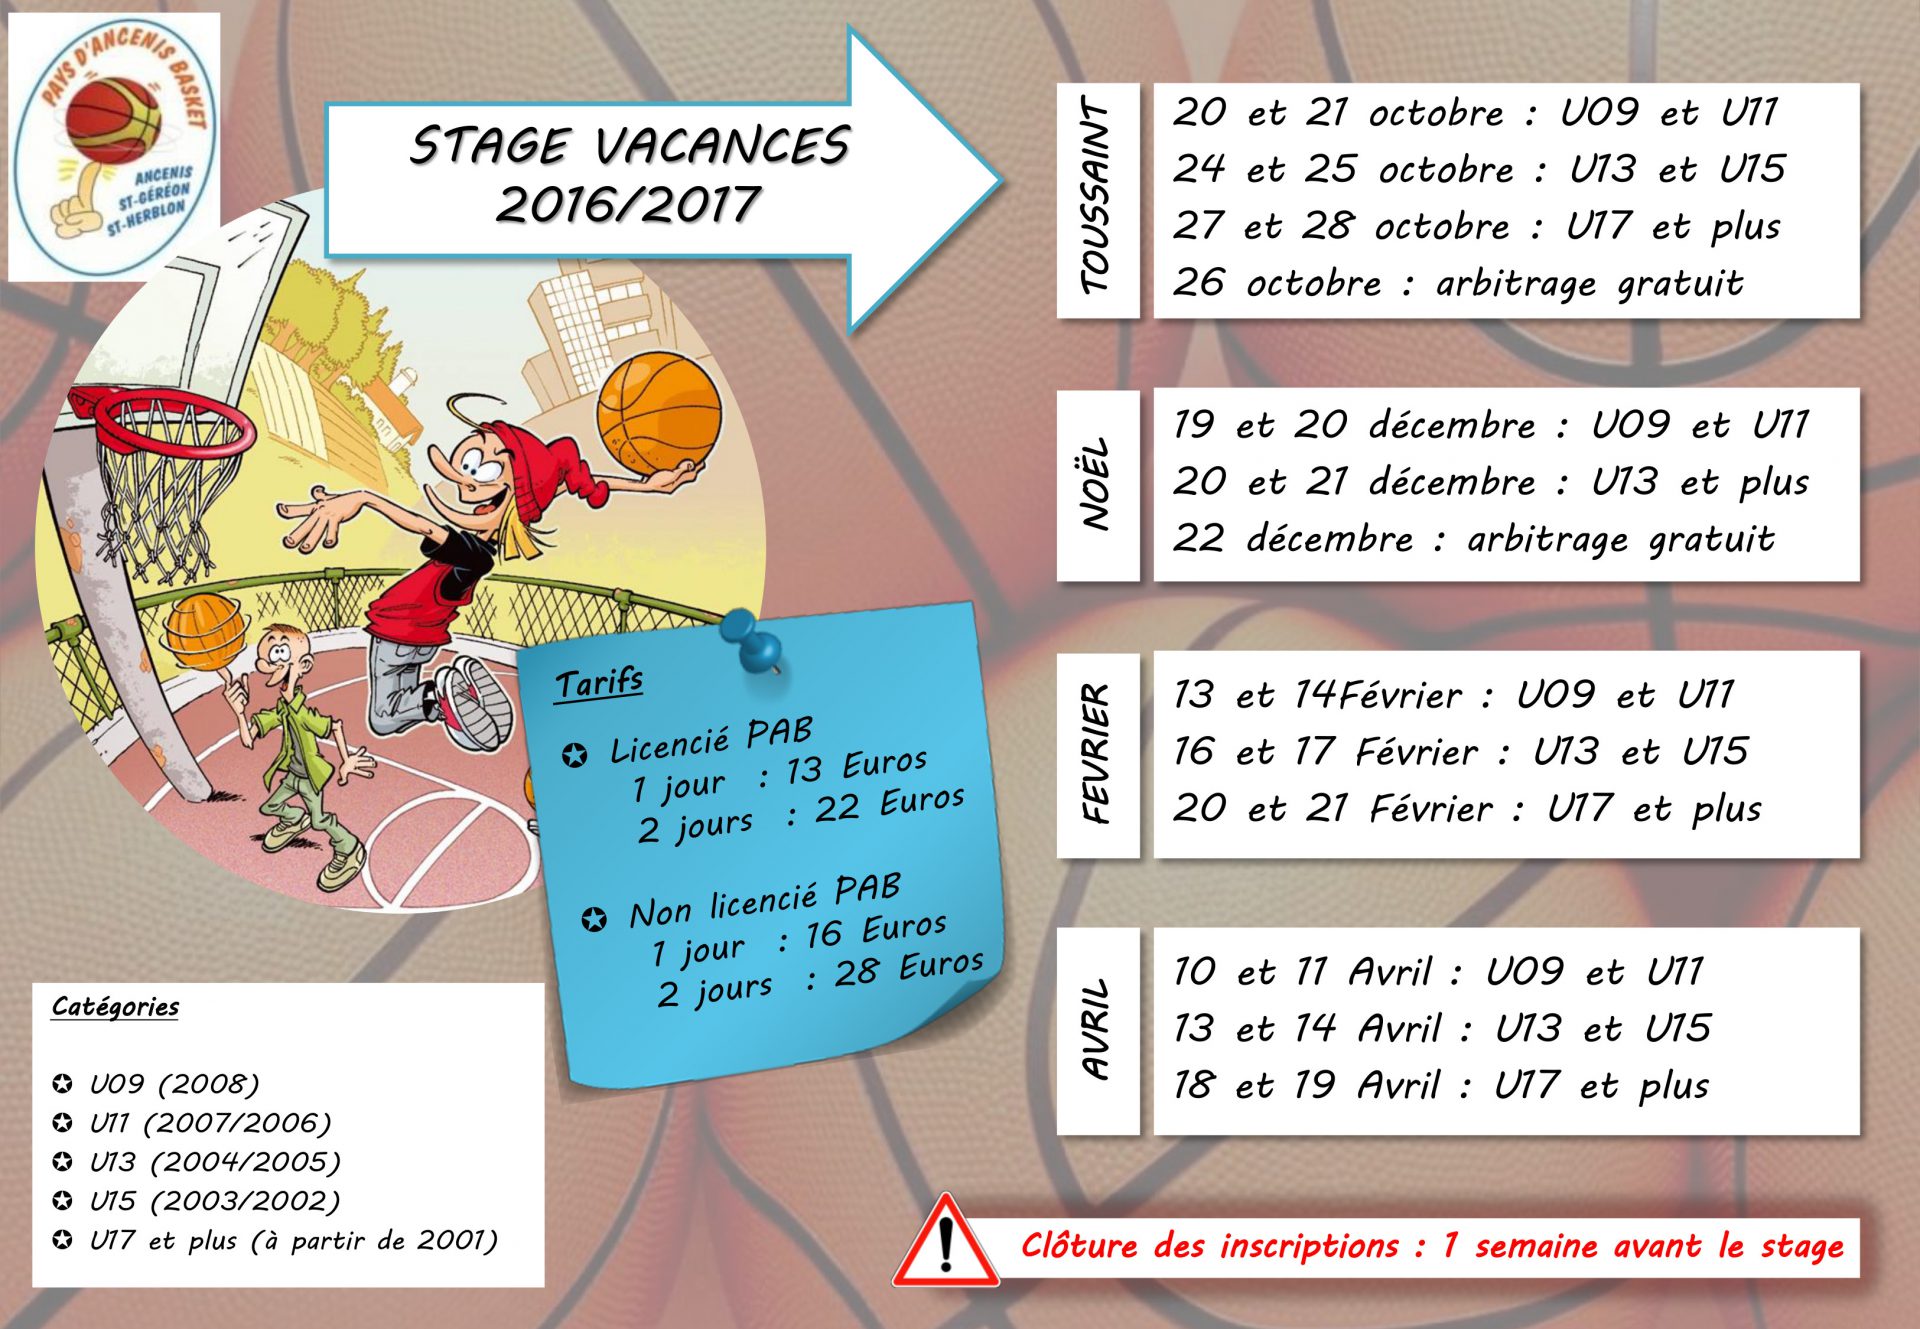 PAYS D'ANCENIS BASKET
ANCENIS
ST-GÉRÉON
ST-HERBLON
STAGE VACANCES
2016/2017
TOUSSAINT
20 et 21 octobre : U09 et U11
24 et 25 octobre : U13 et U15
27 et 28 octobre : U17 et plus
26 octobre : arbitrage gratuit
NOËL
19 et 20 décembre : U09 et U11
20 et 21 décembre : U13 et plus
22 décembre : arbitrage gratuit
FEVRIER
13 et 14Février : U09 et U11
16 et 17 Février : U13 et U15
20 et 21 Février : U17 et plus
AVRIL
10 et 11 Avril : U09 et U11
13 et 14 Avril : U13 et U15
18 et 19 Avril : U17 et plus
Tarifs
✪ Licencié PAB
1 jour : 13 Euros
2 jours : 22 Euros
✪ Non licencié PAB
1 jour : 16 Euros
2 jours : 28 Euros
Catégories
✪ U09 (2008)
✪ U11 (2007/2006)
✪ U13 (2004/2005)
✪ U15 (2003/2002)
✪ U17 et plus (à partir de 2001)
! Clôture des inscriptions : 1 semaine avant le stage